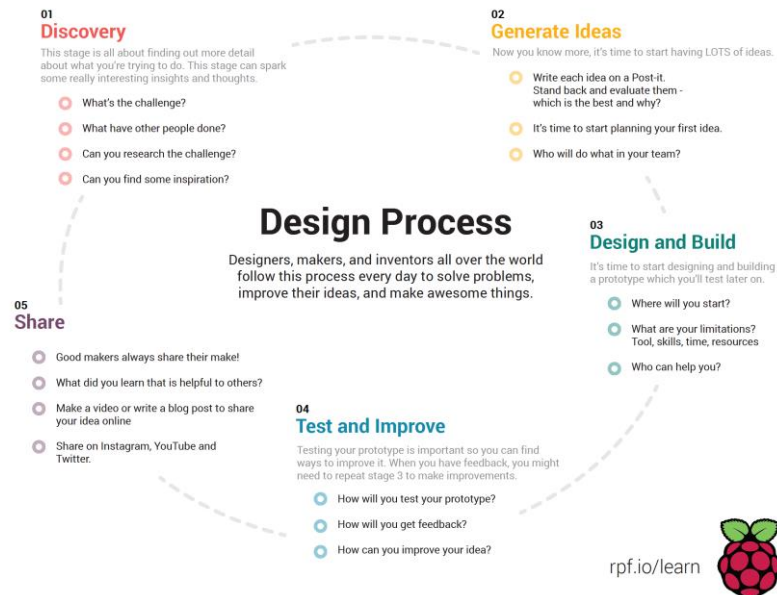 01
Discovery
This stage is all about finding out more detail
about what you're trying to do. This stage can spark
some really interesting insights and thoughts.
What's the challenge?
What have other people done?
Can you research the challenge?
Can you find some inspiration?
02
Generate Ideas
Now you know more, it's time to start having LOTS of ideas.
Write each idea on a Post-it.
Stand back and evaluate them -
which is the best and why?
It's time to start planning your first idea.
Who will do what in your team?
Design Process
Designers, makers, and inventors all over the world
follow this process every day to solve problems,
improve their ideas, and make awesome things.
03
Design and Build
It's time to start designing and building
a prototype which you'll test later on.
Where will you start?
What are your limitations?
Tool, skills, time, resources
Who can help you?
04
Test and Improve
Testing your prototype is important so you can find
ways to improve it. When you have feedback, you might
need to repeat stage 3 to make improvements.
How will you test your prototype?
How will you get feedback?
How can you improve your idea?
05
Share
Good makers always share their make!
What did you learn that is helpful to others?
Make a video or write a blog post to share
your idea online
Share on Instagram, YouTube and
Twitter.
rpf.io/learn